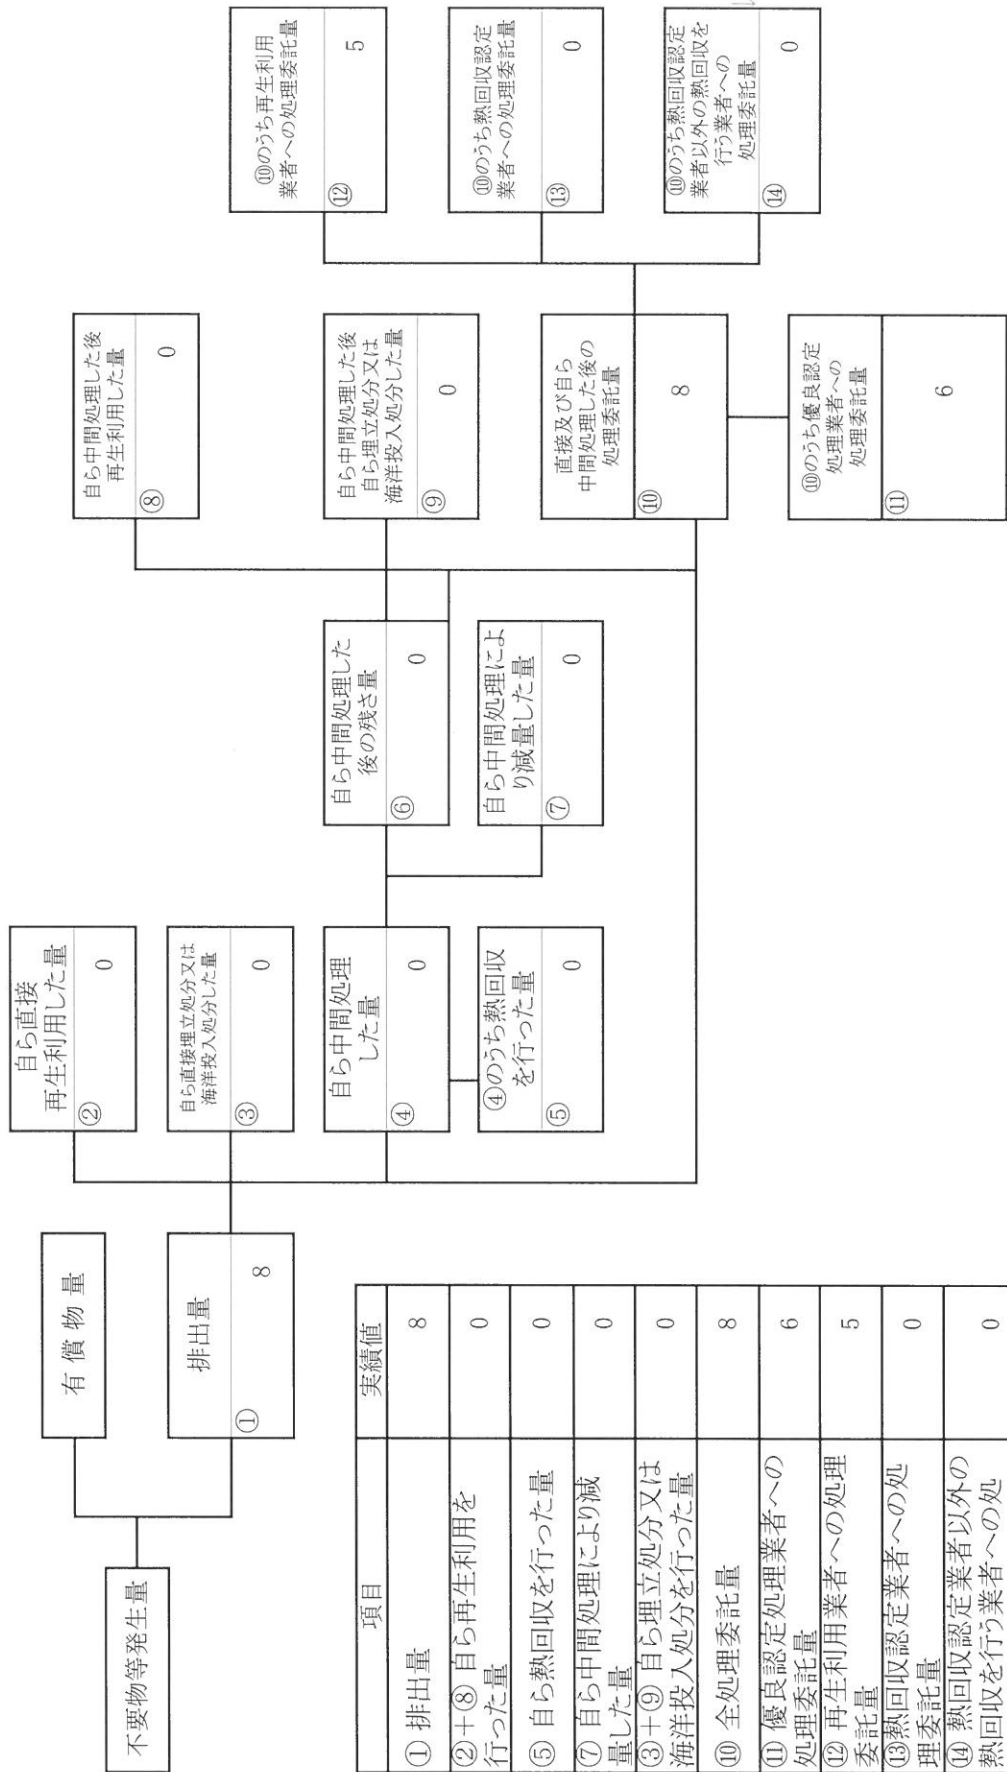 不要物等発生量
有償物量
排出量
①
8
自ら直接
再生利用した量
②
0
自ら直接埋立処分又は
海洋投入処分した量
③
0
自ら中間処理
した量
④
0
④のうち熱回収
を行った量
⑤
0
自ら中間処理した
後の残さ量
⑥
0
自ら中間処理によ
り減量した量
⑦
0
自ら中間処理した後
再生利用した量
⑧
0
自ら中間処理した後
自ら埋立処分又は
海洋投入処分した量
⑨
0
直接及び自ら
中間処理した後の
処理委託量
⑩
8
⑩のうち優良認定
処理業者への
処理委託量
⑪
6
⑩のうち再生利用
業者への処理委託量
⑫
5
⑩のうち熱回収認定
業者への処理委託量
⑬
0
⑩のうち熱回収認定
業者以外の熱回収を
行う業者への
処理委託量
⑭
0
項目 実績値
①排出量 8
②+⑧ 自ら再生利用を
行った量 0
⑤ 自ら熱回収を行った量 0
⑦ 自ら中間処理により減
量した量 0
③+⑨ 自ら埋立処分又は
海洋投入処分を行った量 0
⑩ 全処理委託量 8
⑪ 優良認定処理業者への
処理委託量 6
⑫ 再生利用業者への処理
委託量 5
⑬熱回収認定業者への処
理委託量 0
⑭ 熱回収認定業者以外の
熱回収を行う業者への処 0